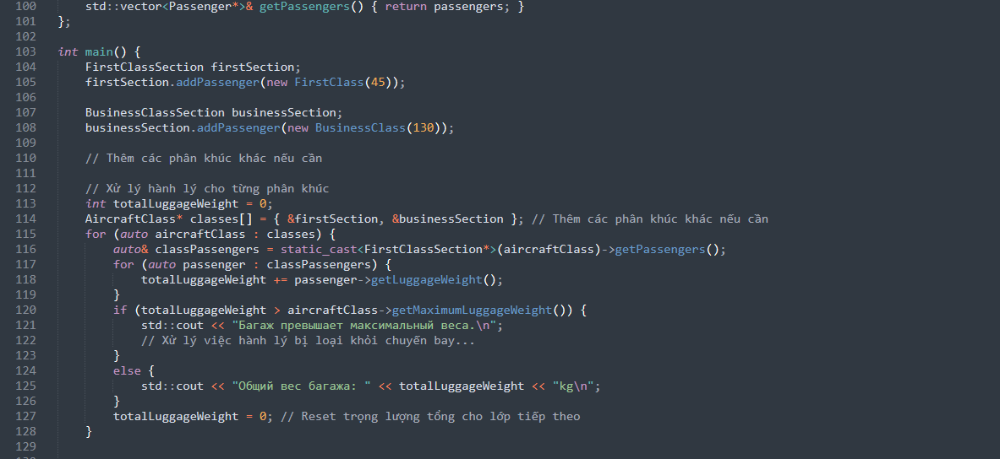 100     std::vector<Passenger*>& getPassengers() { return passengers; }
101 };
102
103 int main() {
104     FirstClassSection firstSection;
105     firstSection.addPassenger(new FirstClass(45));
106
107     BusinessClassSection businessSection;
108     businessSection.addPassenger(new BusinessClass(130));
109
110     // Thêm các phân khúc khác nếu cần
111
112     // Xử lý hành lý cho từng phân khúc
113     int totalLuggageWeight = 0;
114     AircraftClass* classes[] = { &firstSection, &businessSection }; // Thêm các phân khúc khác nếu cần
115     for (auto aircraftClass : classes) {
116         auto& classPassengers = static_cast<FirstClassSection*>(aircraftClass)->getPassengers();
117         for (auto passenger : classPassengers) {
118             totalLuggageWeight += passenger->getLuggageWeight();
119         }
120         if (totalLuggageWeight > aircraftClass->getMaximumLuggageWeight()) {
121             std::cout << "Багаж превышает максимальный веса.\n";
122             // Xử lý việc hành lý bị loại khỏi chuyến bay...
123         }
124         else {
125             std::cout << "Общий вес багажа: " << totalLuggageWeight << "kg\n";
126         }
127         totalLuggageWeight = 0; // Reset trọng lượng tổng cho lớp tiếp theo
128     }
129